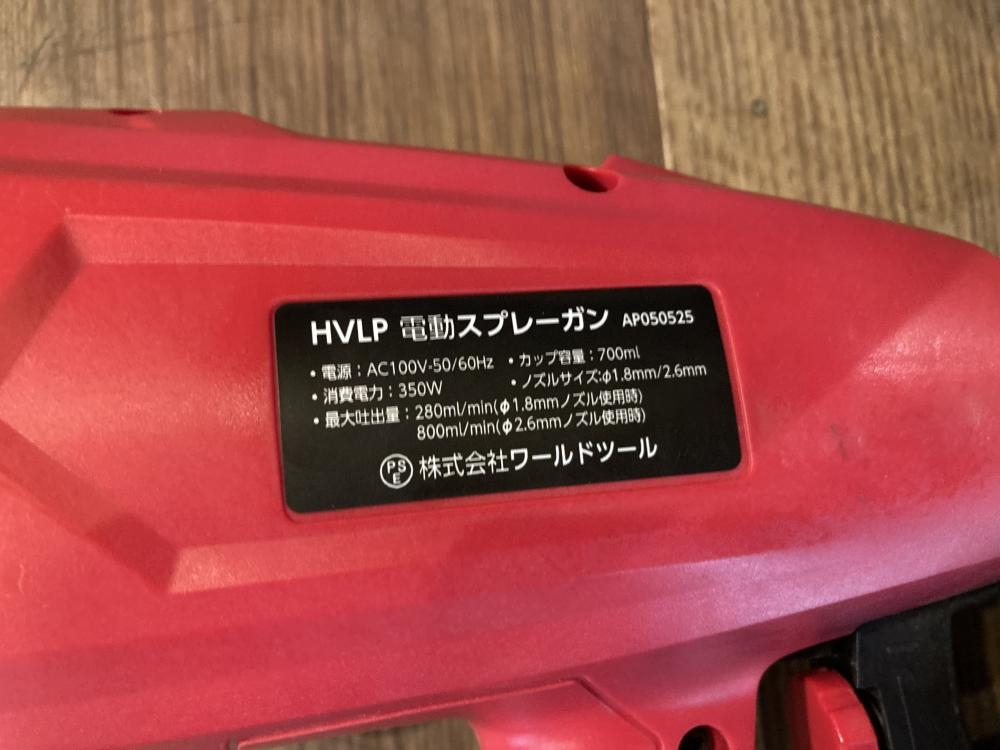 HVLP 電動スプレーガン AP050525
・電源：AC100V-50/60Hz ・カップ容量：700ml
・消費電力：350W ・ノズルサイズ:φ1.8mm/2.6mm
・最大吐出量：280ml/min(φ1.8mmノズル使用時)
800ml/min(φ2.6mmノズル使用時)
PSE 株式会社ワールドツール